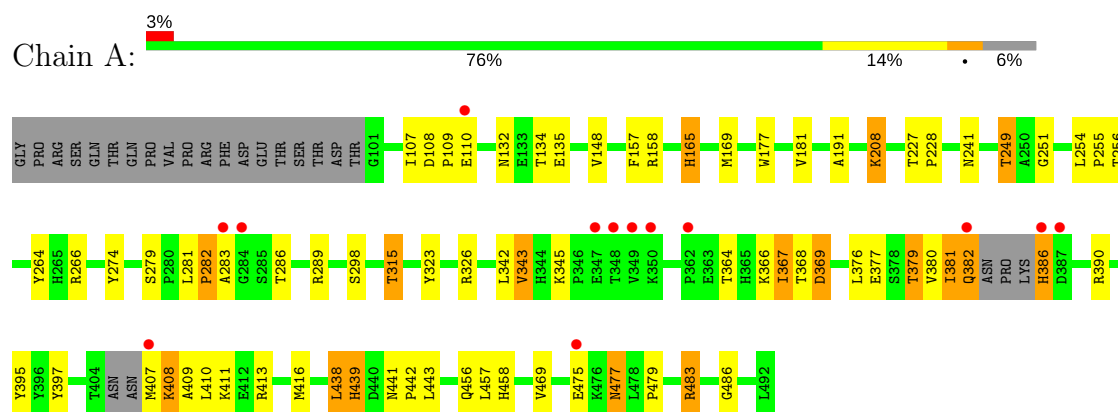 3%
Chain A:
76% 14% • 6%
GLY PRO ARG SER GLN THR GLN PRO VAL PRO ARG PHE ASP GLU THR SER THR ASP THR G101 I107 D108 P109 E110 N132 E133 T134 E135 V148 F157 R158 H165 M169 W177 V181 A191 K208 T227 P228 N241 T249 A250 G251 L254 P255 T256
Y264 H265 R266 Y274 S279 P280 L281 P282 A283 G284 S285 T286 R289 S298 T315 Y323 R326 L342 V343 H344 K345 P346 E347 T348 V349 K350 P362 E363 T364 H365 K366 I367 T368 D369 L376 E377 S378 T379 V380 I381 Q382 ASN PRO LYS H386 D387 R390
Y395 Y396 Y397 T404 ASN ASN M407 K408 A409 L410 K411 E412 R413 M416 L438 H439 D440 N441 P442 L443 Q456 L457 H458 V469 E475 K476 N477 L478 P479 R483 G486 L492